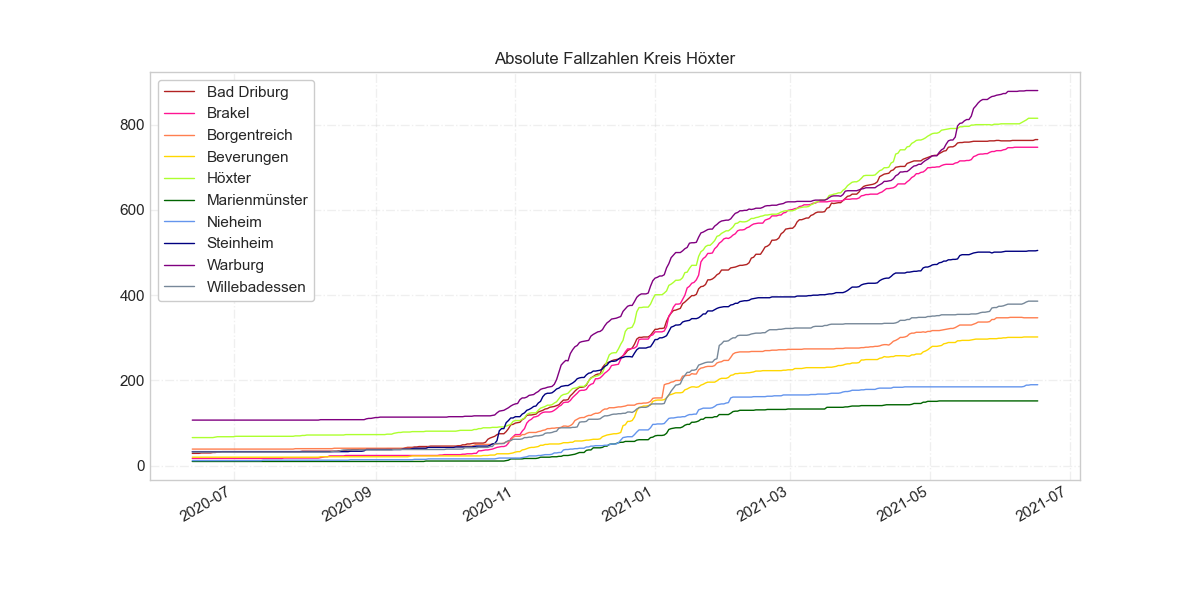 Absolute Fallzahlen Kreis Höxter
Bad Driburg
Brakel
Borgentreich
Beverungen
Höxter
Marienmünster
Nieheim
Steinheim
Warburg
Willebadessen
800
600
400
200
0
2020-07
2020-09
2020-11
2021-01
2021-03
2021-05
2021-07